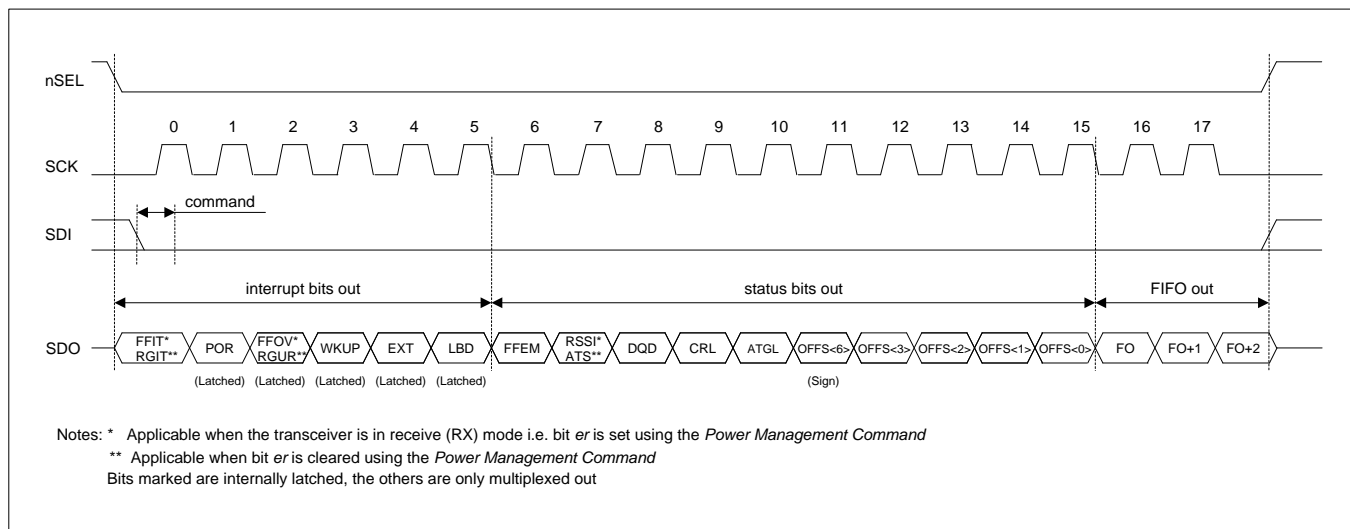 nSEL
0 1 2 3 4 5 6 7 8 9 10 11 12 13 14 15 16 17
SCK
command
SDI
interrupt bits out status bits out FIFO out
SDO
FFIT* RGIT** POR FFOV* RGUR** WKUP EXT LBD FFEM RSSI* ATS** DQD CRL ATGL OFFS<6> OFFS<3> OFFS<2> OFFS<1> OFFS<0> FO FO+1 FO+2
(Latched) (Latched) (Latched) (Latched) (Latched) (Sign)
Notes: * Applicable when the transceiver is in receive (RX) mode i.e. bit er is set using the Power Management Command
** Applicable when bit er is cleared using the Power Management Command
Bits marked are internally latched, the others are only multiplexed out